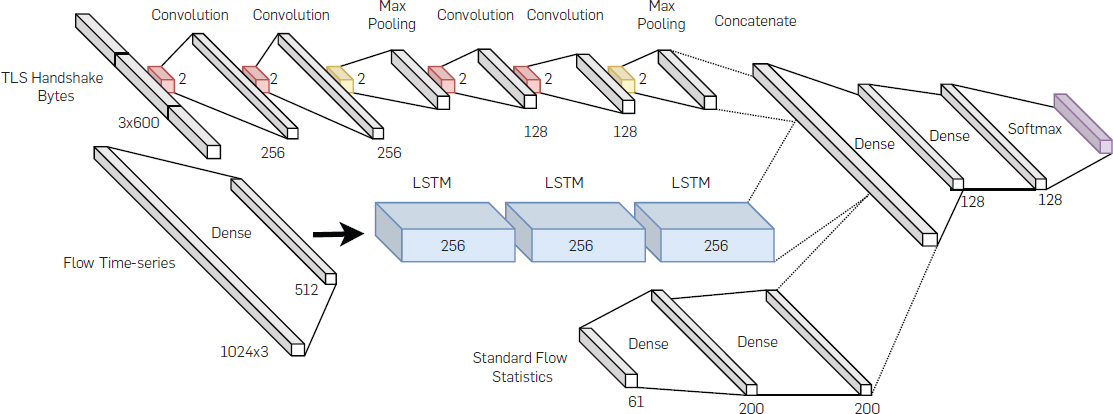 Convolution
Convolution
Max
Pooling
Convolution
Convolution
Max
Pooling
Concatenate
TLS Handshake
Bytes
2
2
2
2
2
2
3x600
256
256
128
128
Dense
Dense
Softmax
128
128
LSTM
LSTM
LSTM
256
256
256
Dense
Flow Time-series
512
1024x3
Standard Flow
Statistics
Dense
Dense
61
200
200